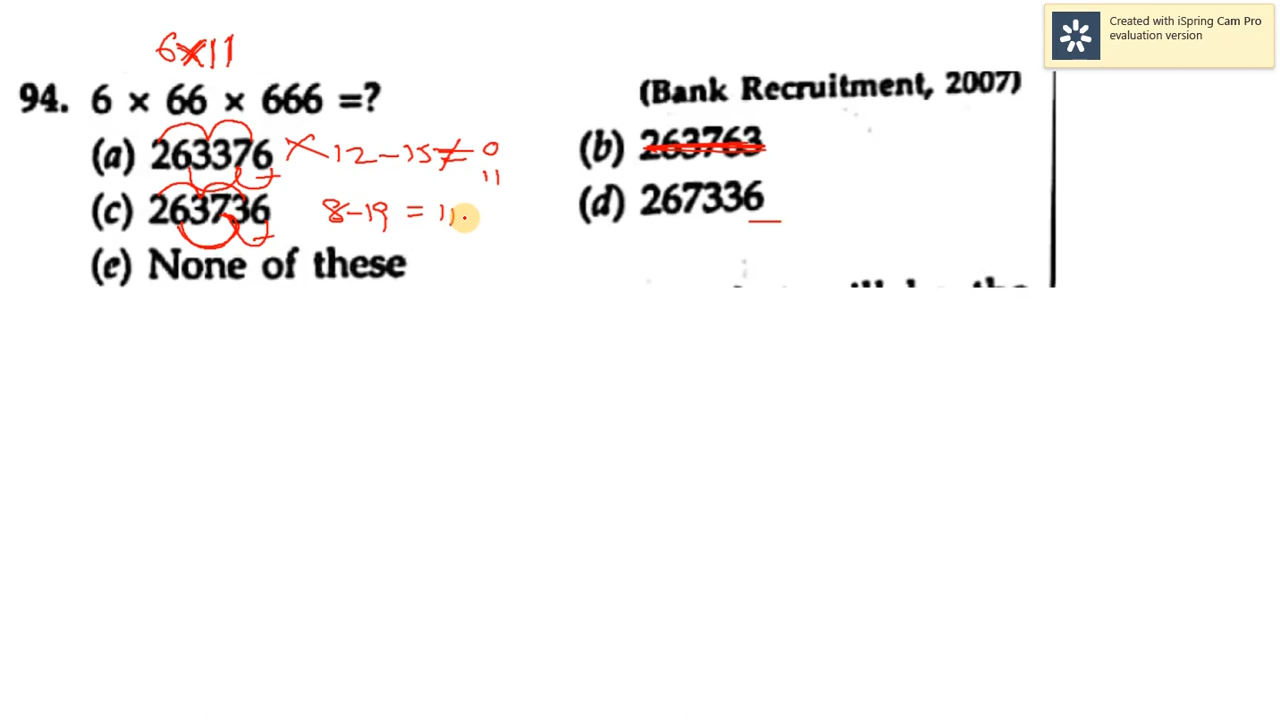 Created with iSpring Cam Pro
evaluation version
6×11
94. 6 × 66 × 666 =?
(Bank Recruitment, 2007)
(a) 263376 × 12-15≠0
11
(b) 263763
(c) 263736 8-19 = 11
(d) 267336
(e) None of these